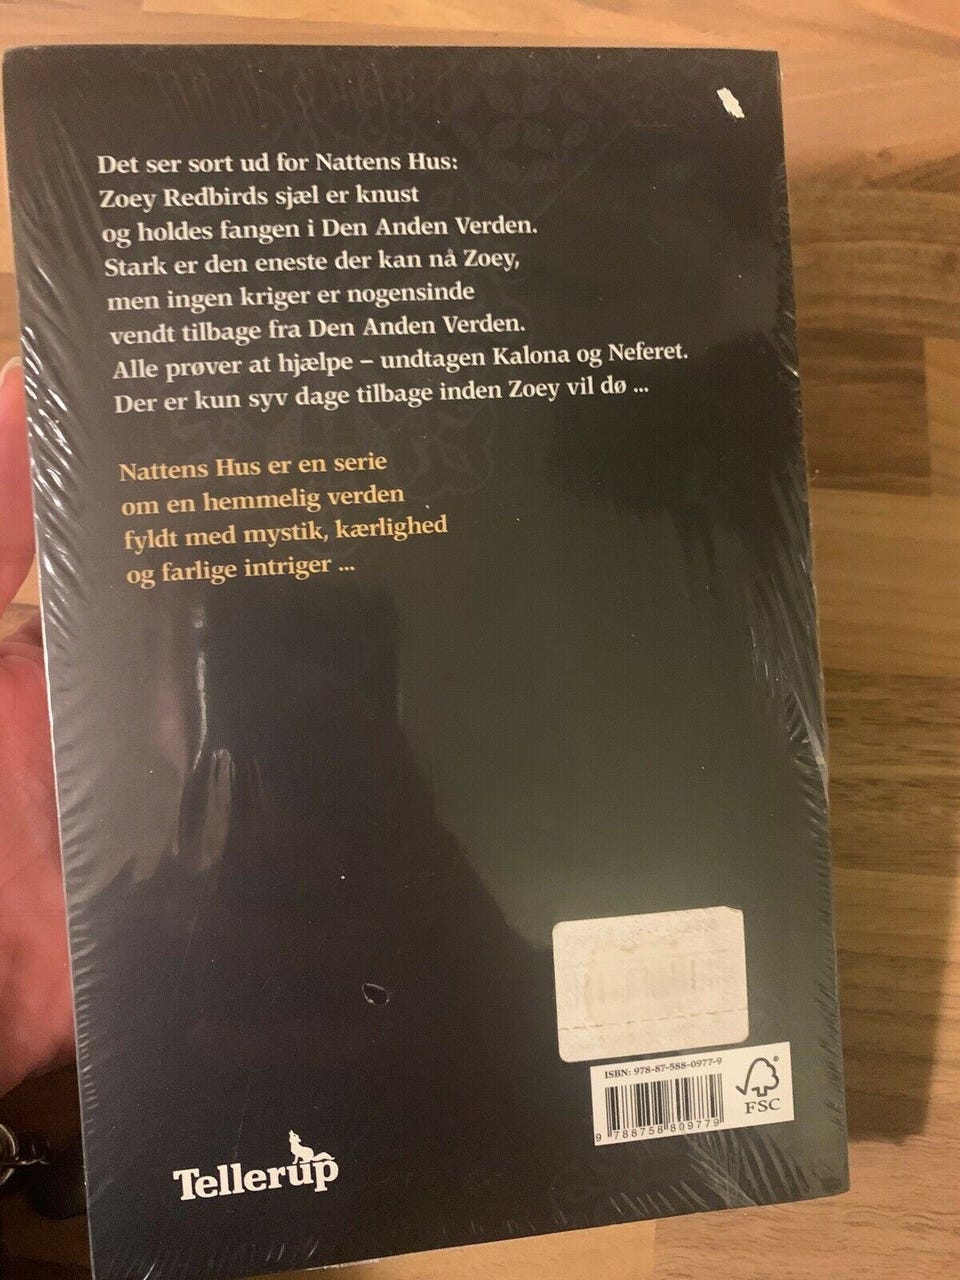 Det ser sort ud for Nattens Hus:
Zoey Redbirds sjæl er knust
og holdes fangen i Den Anden Verden.
Stark er den eneste der kan nå Zoey,
men ingen kriger er nogensinde
vendt tilbage fra Den Anden Verden.
Alle prøver at hjælpe – undtagen Kalona og Neferet.
Der er kun syv dage tilbage inden Zoey vil dø ...
Nattens Hus er en serie
om en hemmelig verden
fyldt med mystik, kærlighed
og farlige intriger ...
ISBN: 978-87-588-0977-9
9 788758 809779
FSC
Tellerup